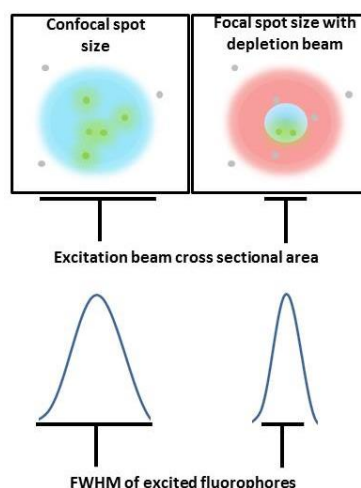 Confocal spot
size
Focal spot size with
depletion beam
Excitation beam cross sectional area
FWHM of excited fluorophores